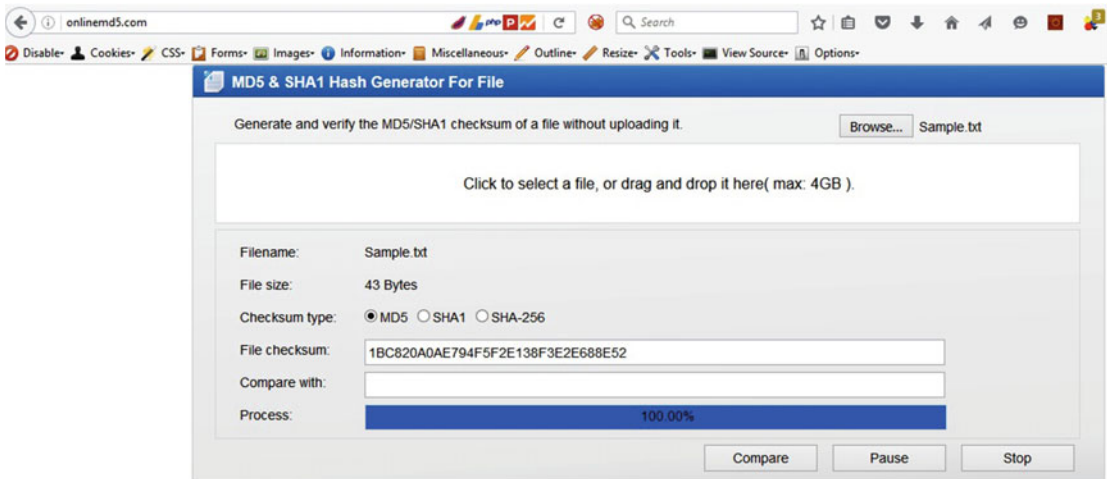 onlinemd5.com
php
P
Search
3
Disable Cookies CSS Forms Images Information Miscellaneous Outline Resize Tools View Source Options
MD5 & SHA1 Hash Generator For File
Generate and verify the MD5/SHA1 checksum of a file without uploading it.
Browse... Sample.txt
Click to select a file, or drag and drop it here( max: 4GB ).
Filename: Sample.txt
File size: 43 Bytes
Checksum type: MD5 SHA1 SHA-256
File checksum: 1BC820A0AE794F5F2E138F3E2E688E52
Compare with:
Process: 100.00%
Compare Pause Stop